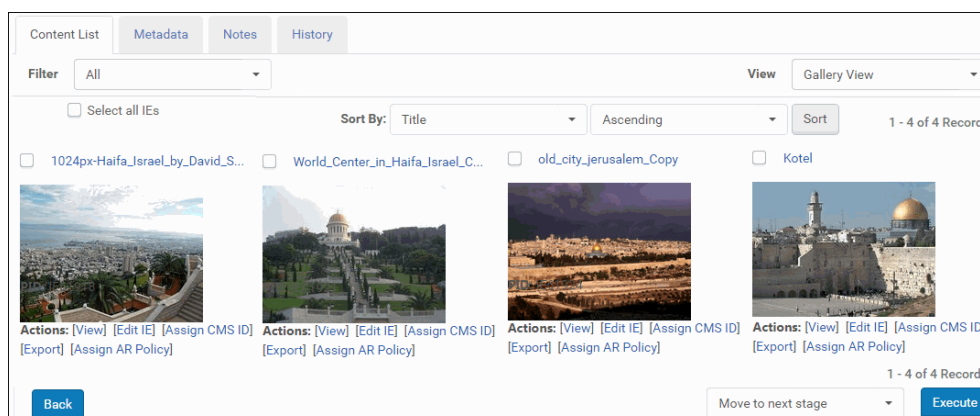 Content List Metadata Notes History
Filter All View Gallery View
Select all IEs
Sort By: Title Ascending Sort 1 - 4 of 4 Record
1024px-Haifa_Israel_by_David_S... World_Center_in_Haifa_Israel_C... old_city_jerusalem_Copy Kotel
Actions: [View] [Edit IE] [Assign CMS ID] Actions: [View] [Edit IE] [Assign CMS ID] Actions: [View] [Edit IE] [Assign CMS ID] Actions: [View] [Edit IE] [Assign CMS ID
[Export] [Assign AR Policy] [Export] [Assign AR Policy] [Export] [Assign AR Policy] [Export] [Assign AR Policy]
1 - 4 of 4 Record
Back Move to next stage Execute